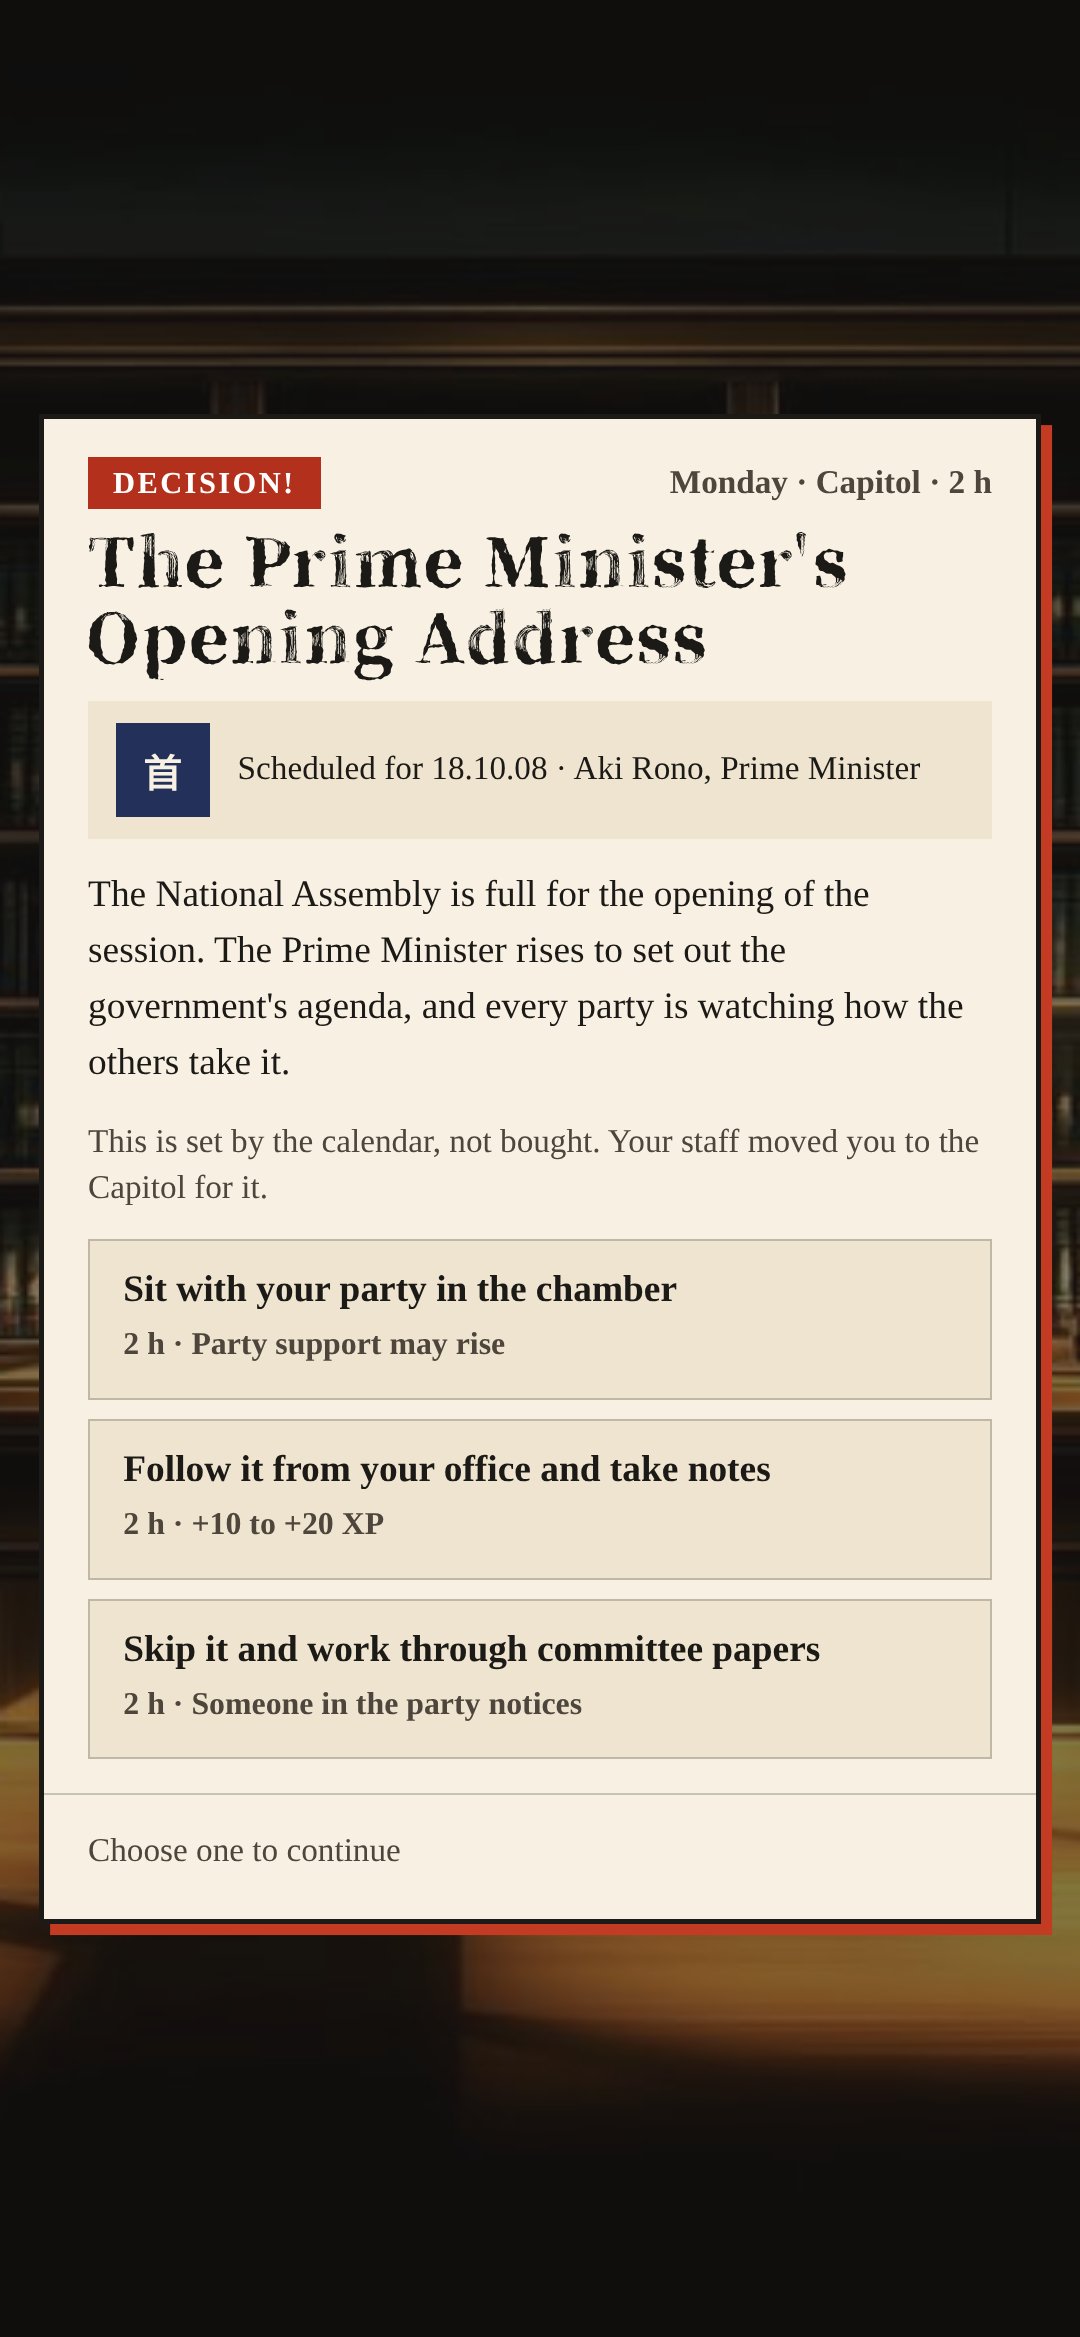 DECISION!
Monday · Capitol · 2 h
The Prime Minister's
Opening Address
首
Scheduled for 18.10.08 · Aki Rono, Prime Minister
The National Assembly is full for the opening of the
session. The Prime Minister rises to set out the
government's agenda, and every party is watching how the
others take it.
This is set by the calendar, not bought. Your staff moved you to the
Capitol for it.
Sit with your party in the chamber
2 h · Party support may rise
Follow it from your office and take notes
2 h · +10 to +20 XP
Skip it and work through committee papers
2 h · Someone in the party notices
Choose one to continue